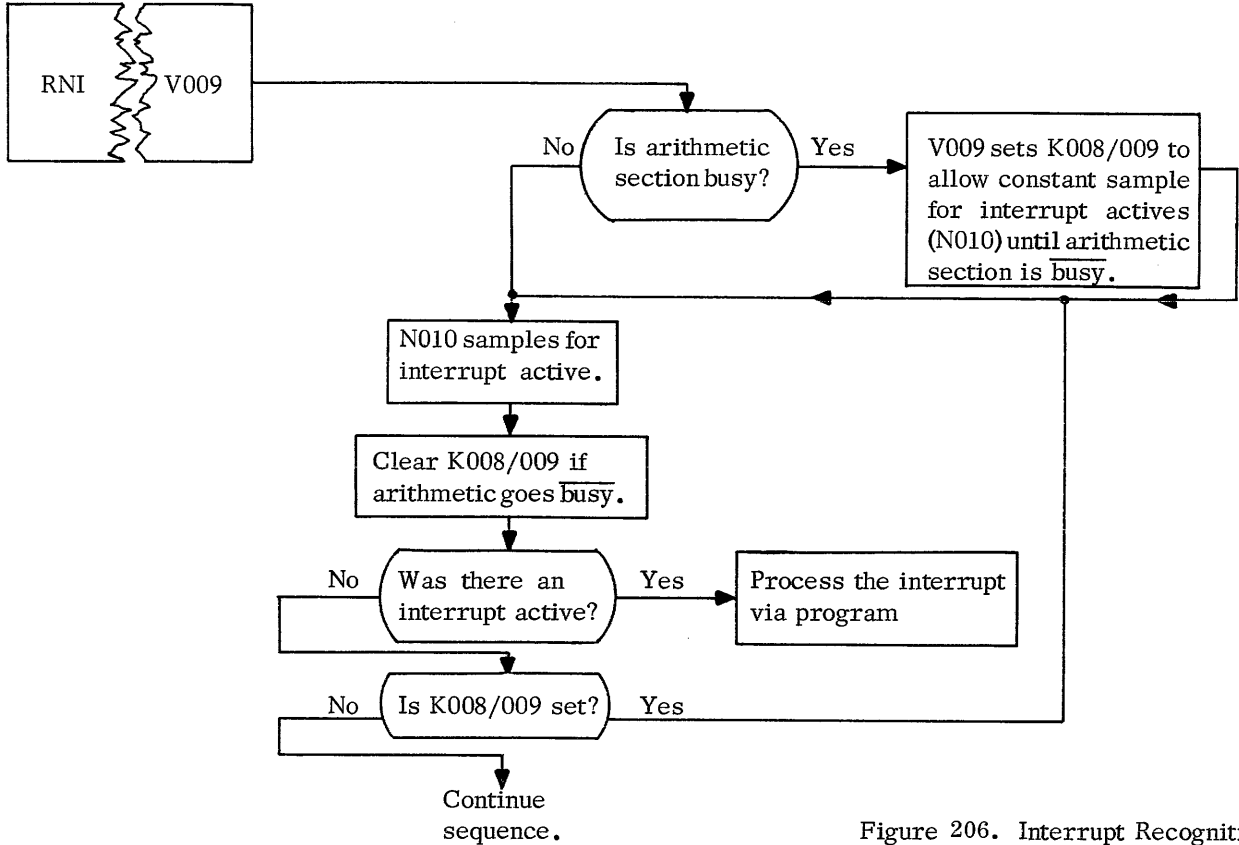 RNI
V009
No
Is arithmetic
section busy?
Yes
V009 sets K008/009 to
allow constant sample
for interrupt actives
(N010) until arithmetic
section is busy.
N010 samples for
interrupt active.
Clear K008/009 if
arithmetic goes busy.
No
Was there an
interrupt active?
Yes
Process the interrupt
via program
No
Is K008/009 set?
Yes
Continue
sequence.
Figure 206. Interrupt Recogniti